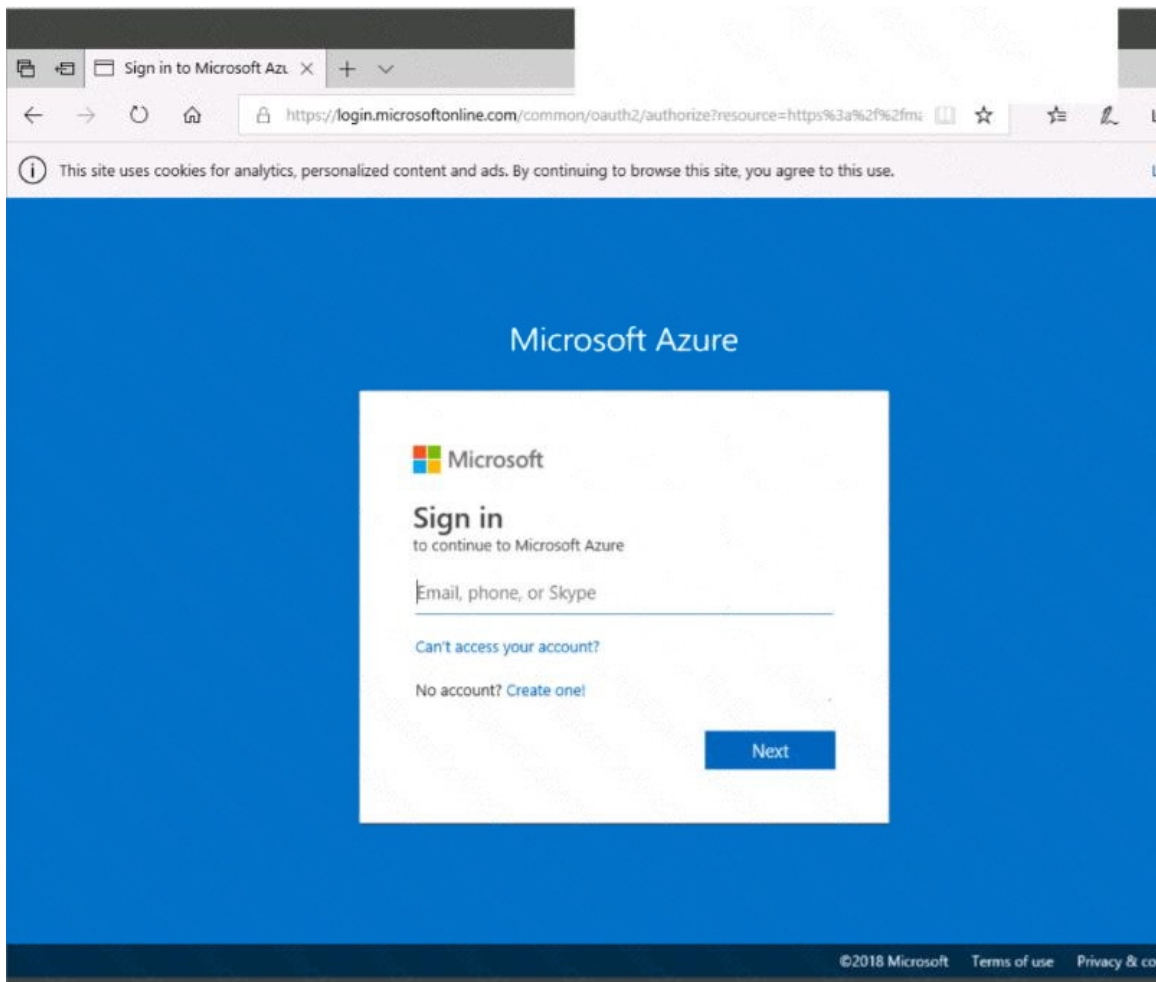 Sign in to Microsoft Azu
https://login.microsoftonline.com/common/oauth2/authorize?resource=https%3a%2f%2fma
This site uses cookies for analytics, personalized content and ads. By continuing to browse this site, you agree to this use.
Microsoft Azure
Microsoft
Sign in
to continue to Microsoft Azure
Email, phone, or Skype
Can't access your account?
No account? Create one!
Next
©2018 Microsoft Terms of use Privacy & co